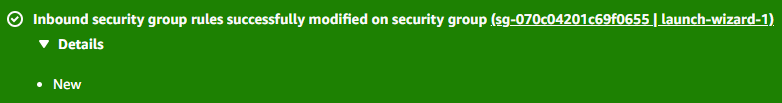 Inbound security group rules successfully modified on security group (sg-070c04201c69f0655 | launch-wizard-1)
Details
New